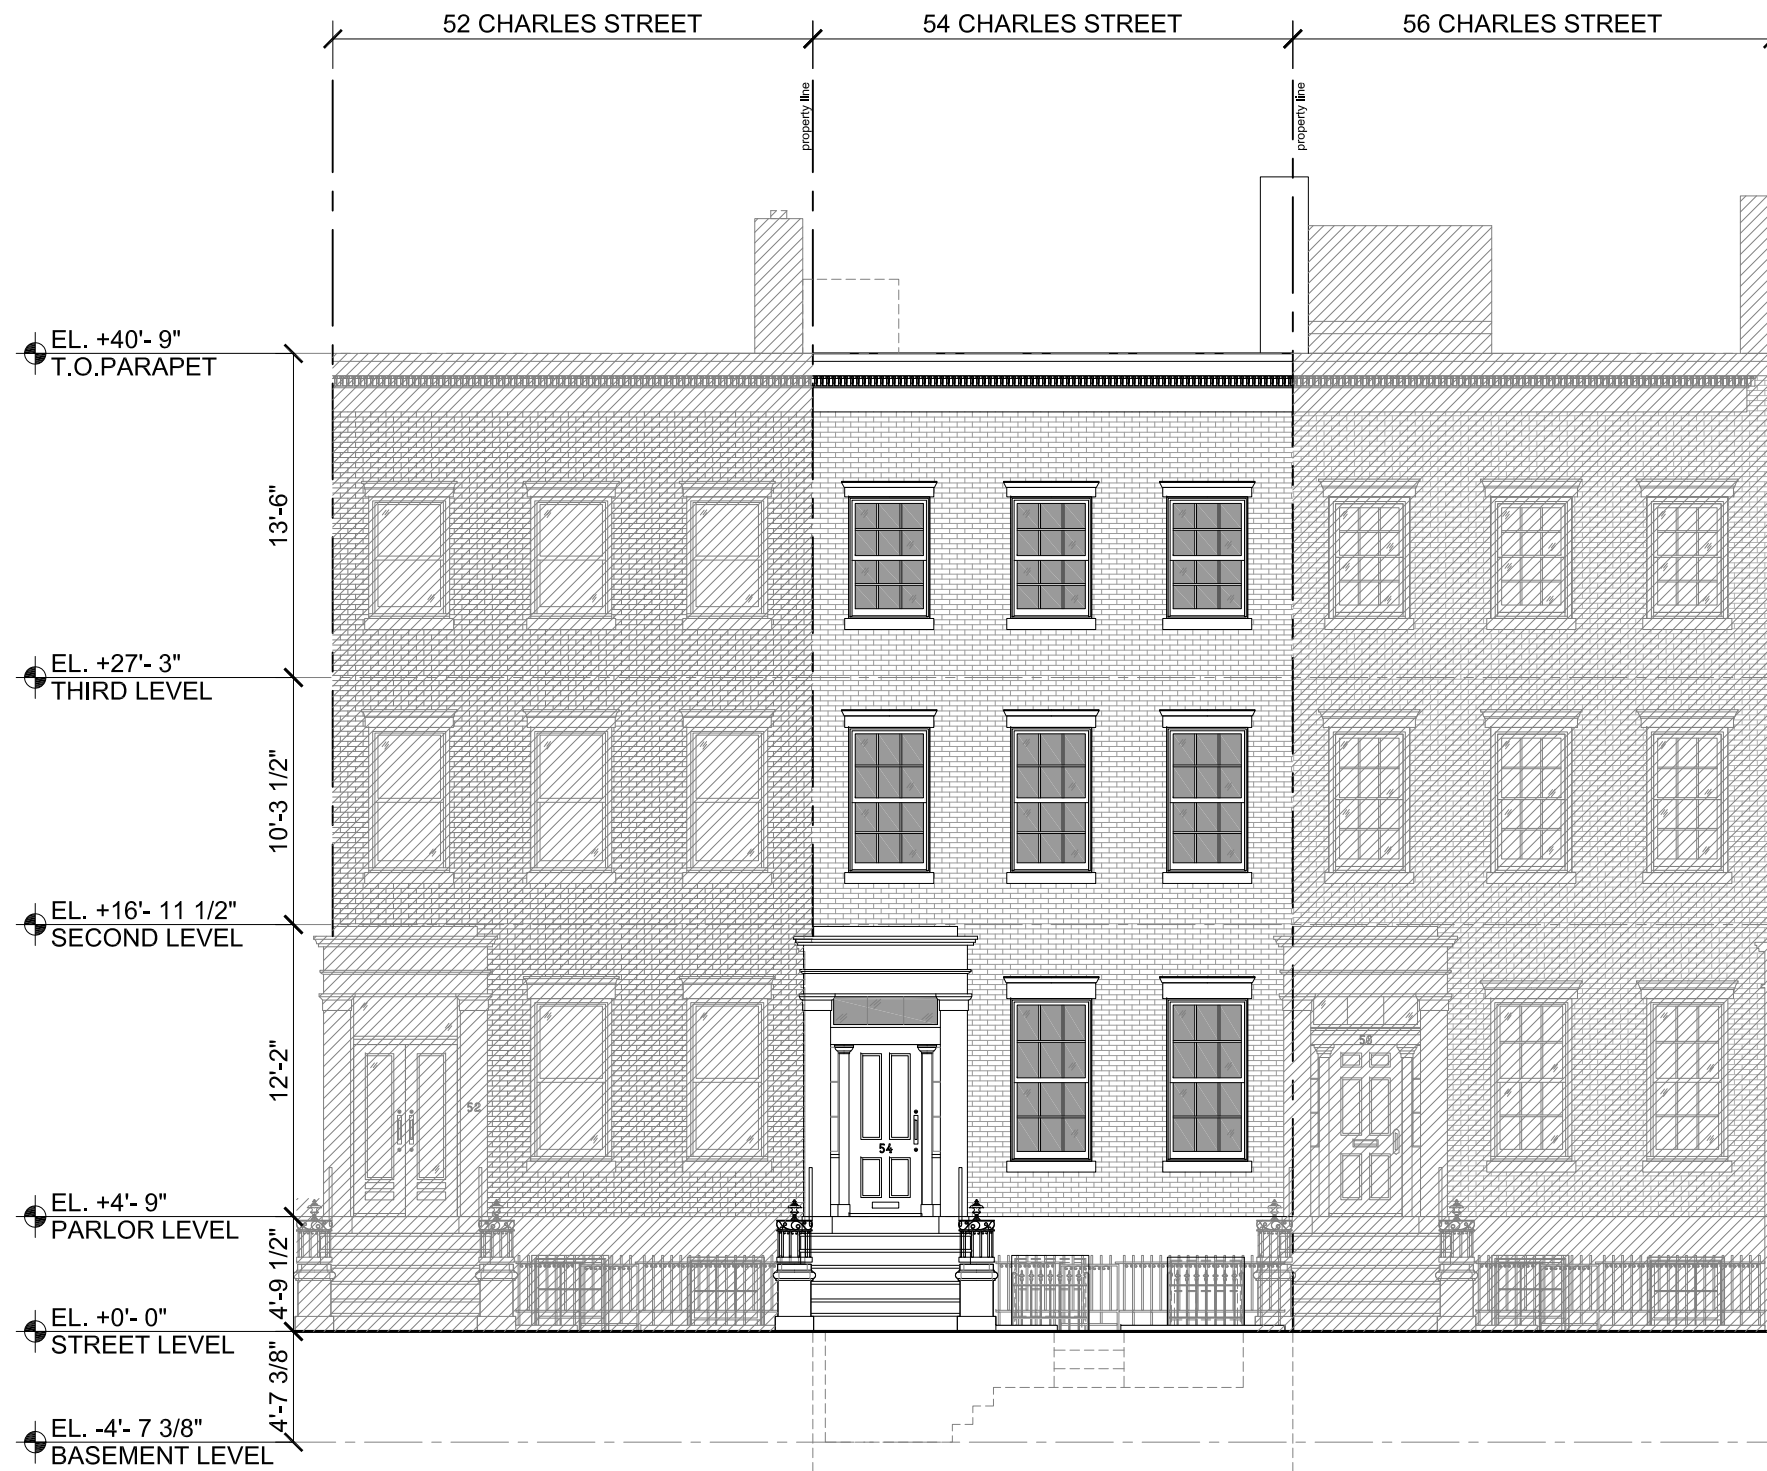 52 CHARLES STREET
54 CHARLES STREET
56 CHARLES STREET
property line
property line
EL. +40'- 9"
T.O.PARAPET
13'-6"
EL. +27'- 3"
THIRD LEVEL
10'-3 1/2"
EL. +16'- 11 1/2"
SECOND LEVEL
12'-2"
52
54
56
EL. +4'- 9"
PARLOR LEVEL
4'-9 1/2"
EL. +0'- 0"
STREET LEVEL
4'-7 3/8"
EL. -4'- 7 3/8"
BASEMENT LEVEL